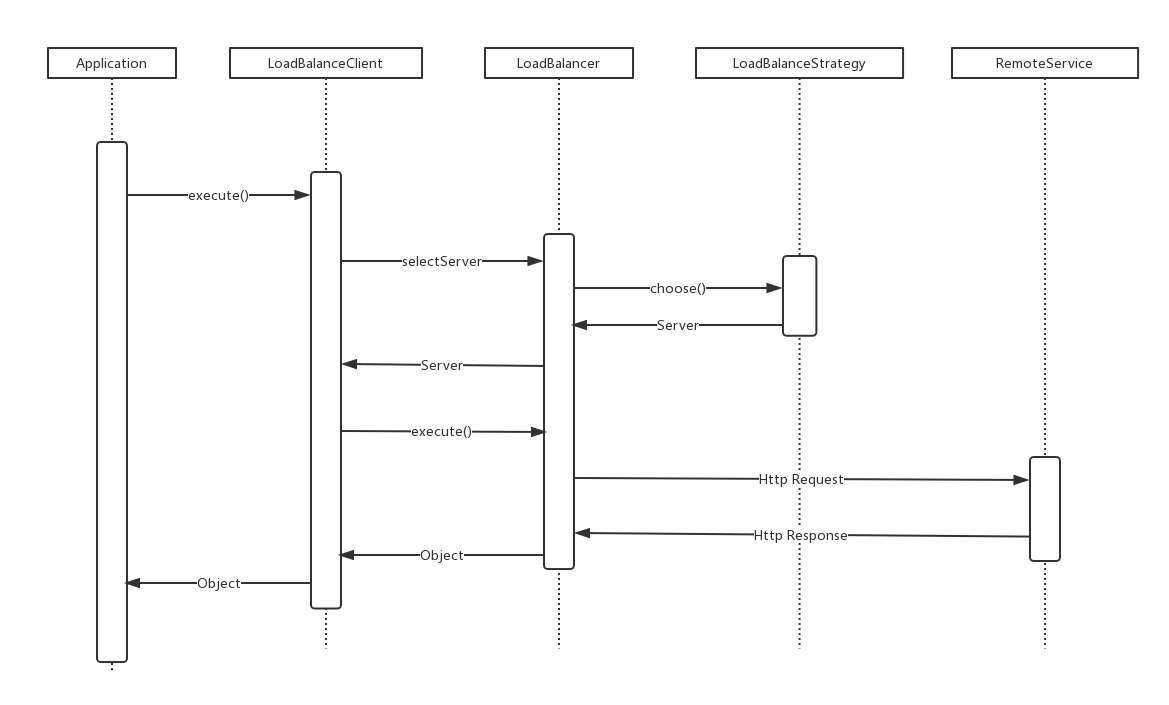 Application
LoadBalanceClient
LoadBalancer
LoadBalanceStrategy
RemoteService
execute()
selectServer
choose()
Server
Server
execute()
Http Request
Http Response
Object
Object